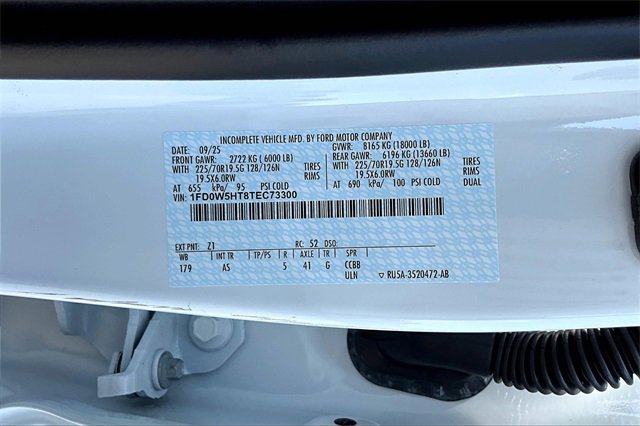 INCOMPLETE VEHICLE MFD. BY FORD MOTOR COMPANY
DATE: 09/25 GVWR: 8165 KG (18000 LB)
FRONT GAWR: 2722 KG ( 6000 LB) REAR GAWR: 6196 KG (13660 LB)
WITH 225/70R19.5G 128/126N TIRES WITH 225/70R19.5G 128/126N TIRES
19.5X6.0RW RIMS 19.5X6.0RW RIMS
AT 655 kPa/ 95 PSI COLD AT 690 kPa/ 100 PSI COLD DUAL
VIN: 1FD0W5HT8TEC73300
EXT PNT: Z1 RC: 52 DSO:
WB INT TR TP/PS R AXLE TR SPR
179 AS 5 41 G CCBB
ULN RU5A-3520472-AB